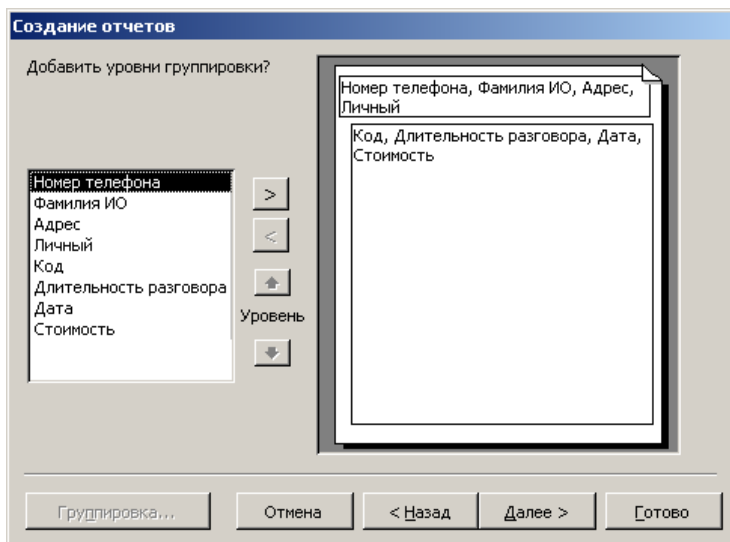 Создание отчетов
Добавить уровни группировки?
Номер телефона
Фамилия ИО
Адрес
Личный
Код
Длительность разговора
Дата
Стоимость
>
<
Уровень
Номер телефона, Фамилия ИО, Адрес,
Личный
Код, Длительность разговора, Дата,
Стоимость
Группировка...
Отмена
< Назад
Далее >
Готово